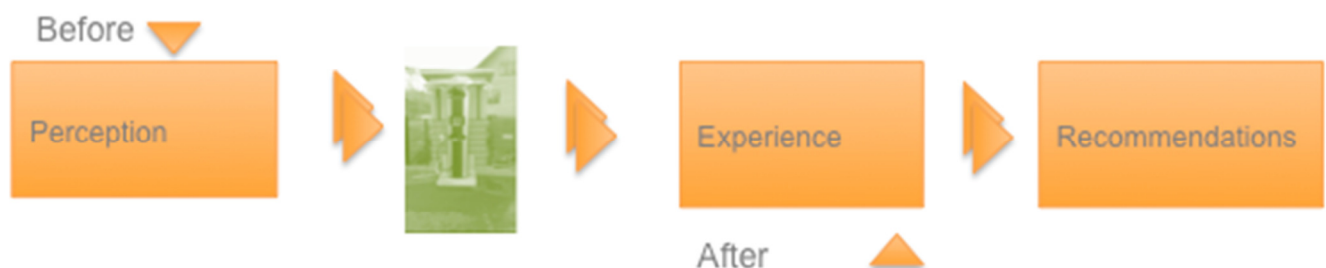 Before
Perception
Experience
Recommendations
After